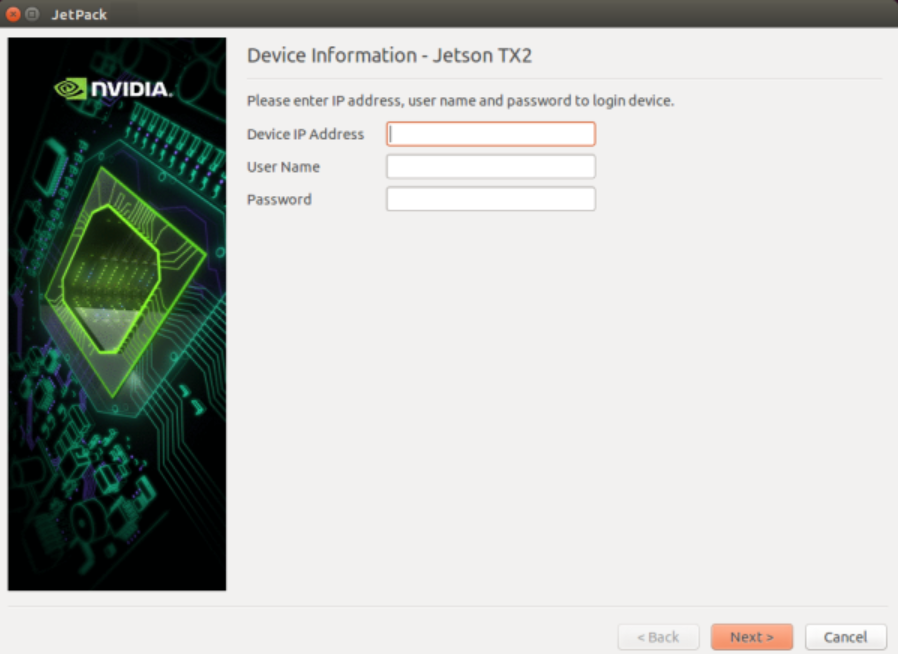 JetPack
NVIDIA.
Device Information - Jetson TX2
Please enter IP address, user name and password to login device.
Device IP Address
User Name
Password
< Back
Next >
Cancel